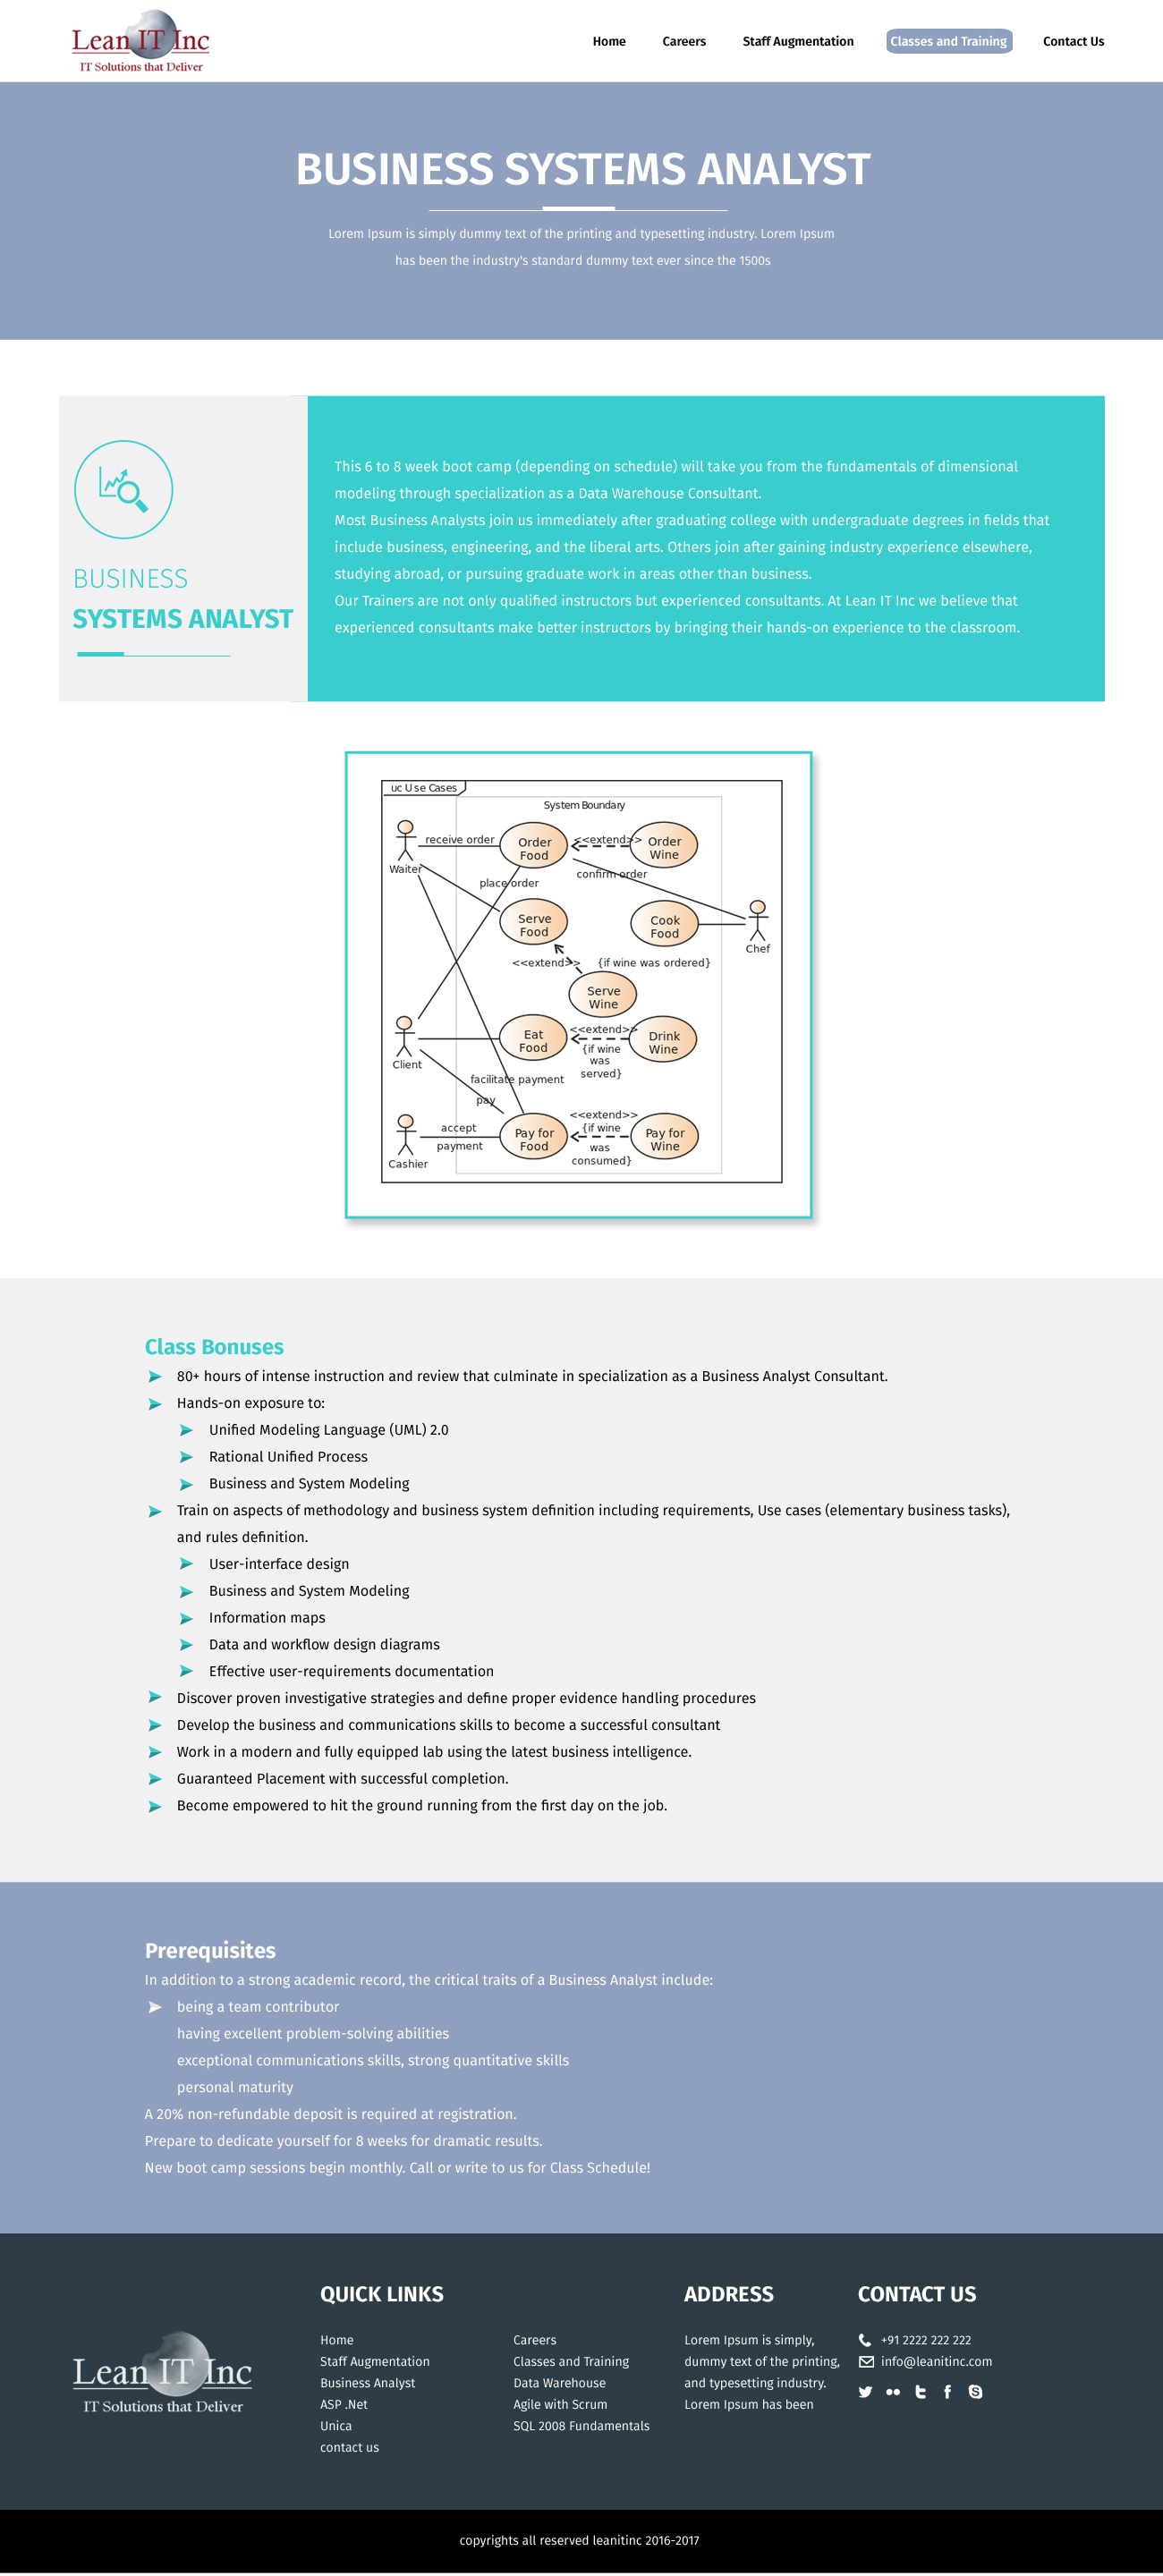 Lean IT Inc
IT Solutions that Deliver
Home Careers Staff Augmentation Classes and Training Contact Us
BUSINESS SYSTEMS ANALYST
Lorem Ipsum is simply dummy text of the printing and typesetting industry. Lorem Ipsum
has been the industry's standard dummy text ever since the 1500s
BUSINESS
SYSTEMS ANALYST
This 6 to 8 week boot camp (depending on schedule) will take you from the fundamentals of dimensional
modeling through specialization as a Data Warehouse Consultant.
Most Business Analysts join us immediately after graduating college with undergraduate degrees in fields that
include business, engineering, and the liberal arts. Others join after gaining industry experience elsewhere,
studying abroad, or pursuing graduate work in areas other than business.
Our Trainers are not only qualified instructors but experienced consultants. At Lean IT Inc we believe that
experienced consultants make better instructors by bringing their hands-on experience to the classroom.
uc Use Cases
System Boundary
receive order
Order
Food
<<extend>>
Order
Wine
Waiter
place order
confirm order
Serve
Food
Cook
Food
Chef
<<extend>>
{if wine was ordered}
Serve
Wine
Client
Eat
Food
<<extend>>
{if wine
was
served}
Drink
Wine
facilitate payment
pay
Cashier
accept
payment
Pay for
Food
<<extend>>
{if wine
was
consumed}
Pay for
Wine
Class Bonuses
80+ hours of intense instruction and review that culminate in specialization as a Business Analyst Consultant.
Hands-on exposure to:
Unified Modeling Language (UML) 2.0
Rational Unified Process
Business and System Modeling
Train on aspects of methodology and business system definition including requirements, Use cases (elementary business tasks),
and rules definition.
User-interface design
Business and System Modeling
Information maps
Data and workflow design diagrams
Effective user-requirements documentation
Discover proven investigative strategies and define proper evidence handling procedures
Develop the business and communications skills to become a successful consultant
Work in a modern and fully equipped lab using the latest business intelligence.
Guaranteed Placement with successful completion.
Become empowered to hit the ground running from the first day on the job.
Prerequisites
In addition to a strong academic record, the critical traits of a Business Analyst include:
being a team contributor
having excellent problem-solving abilities
exceptional communications skills, strong quantitative skills
personal maturity
A 20% non-refundable deposit is required at registration.
Prepare to dedicate yourself for 8 weeks for dramatic results.
New boot camp sessions begin monthly. Call or write to us for Class Schedule!
Lean IT Inc
IT Solutions that Deliver
QUICK LINKS
Home
Staff Augmentation
Business Analyst
ASP .Net
Unica
contact us
Careers
Classes and Training
Data Warehouse
Agile with Scrum
SQL 2008 Fundamentals
ADDRESS
Lorem Ipsum is simply,
dummy text of the printing,
and typesetting industry.
Lorem Ipsum has been
CONTACT US
+91 2222 222 222
info@leanitinc.com
copyrights all reserved leanitinc 2016-2017